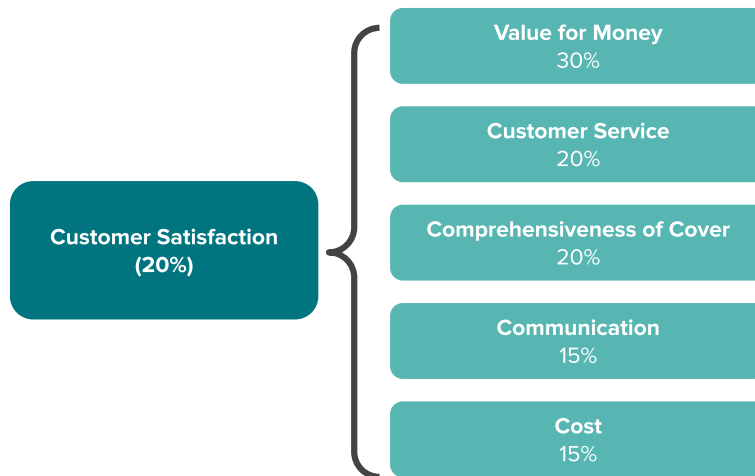 Value for Money
30%
Customer Service
20%
Customer Satisfaction
(20%)
Comprehensiveness of Cover
20%
Communication
15%
Cost
15%